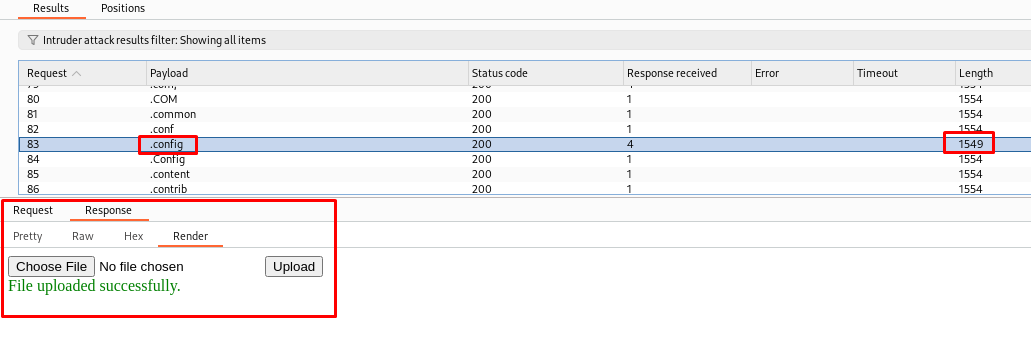 Results Positions
Intruder attack results filter: Showing all items
Request Payload Status code Response received Error Timeout Length
80 .COM 200 1 1554
81 .common 200 1 1554
82 .conf 200 1 1554
83 .config 200 4 1549
84 .Config 200 1 1554
85 .content 200 1 1554
86 .contrib 200 1 1554
Request Response
Pretty Raw Hex Render
Choose File No file chosen Upload
File uploaded successfully.